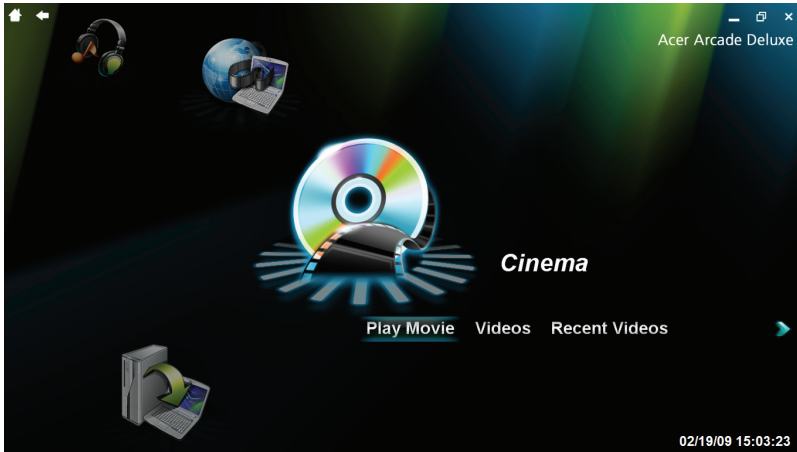 Acer Arcade Deluxe
Cinema
Play Movie Videos Recent Videos
02/19/09 15:03:23